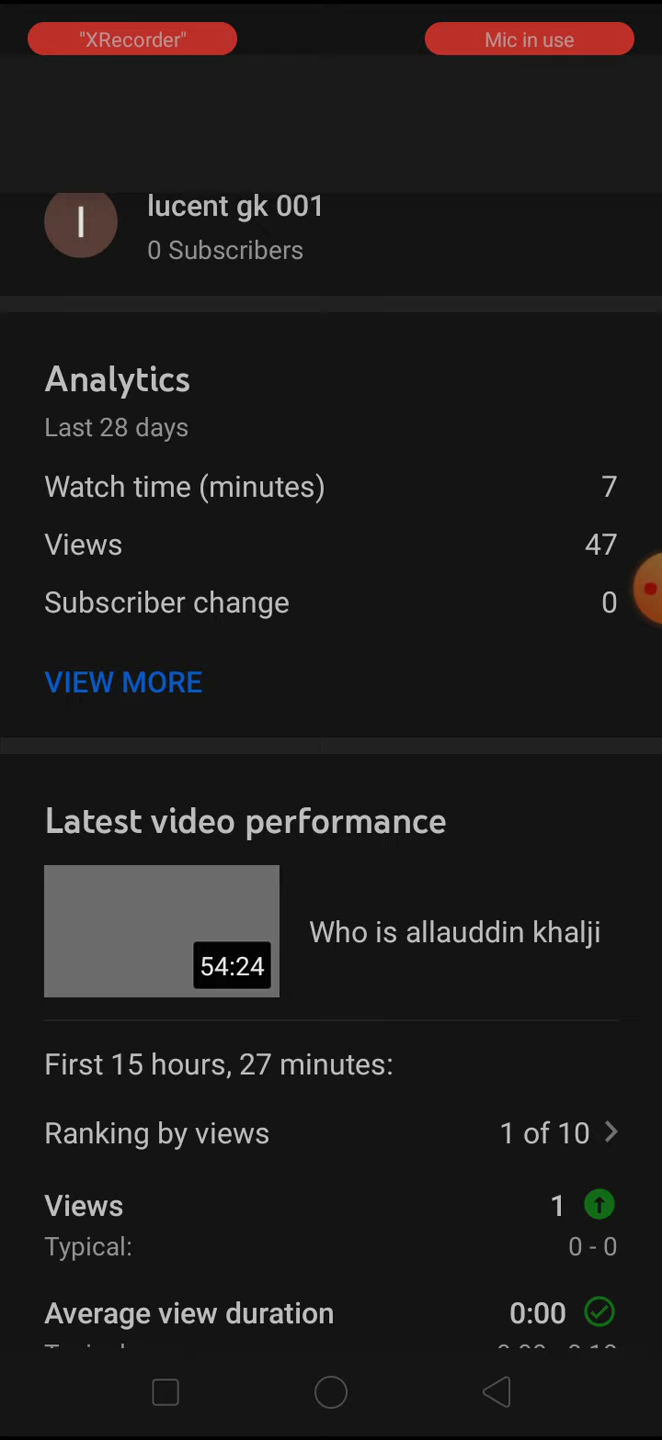 "XRecorder"
Mic in use
I
lucent gk 001
0 Subscribers
Analytics
Last 28 days
Watch time (minutes) 7
Views 47
Subscriber change 0
VIEW MORE
Latest video performance
54:24
Who is allauddin khalji
First 15 hours, 27 minutes:
Ranking by views 1 of 10
Views 1
Typical: 0 - 0
Average view duration 0:00